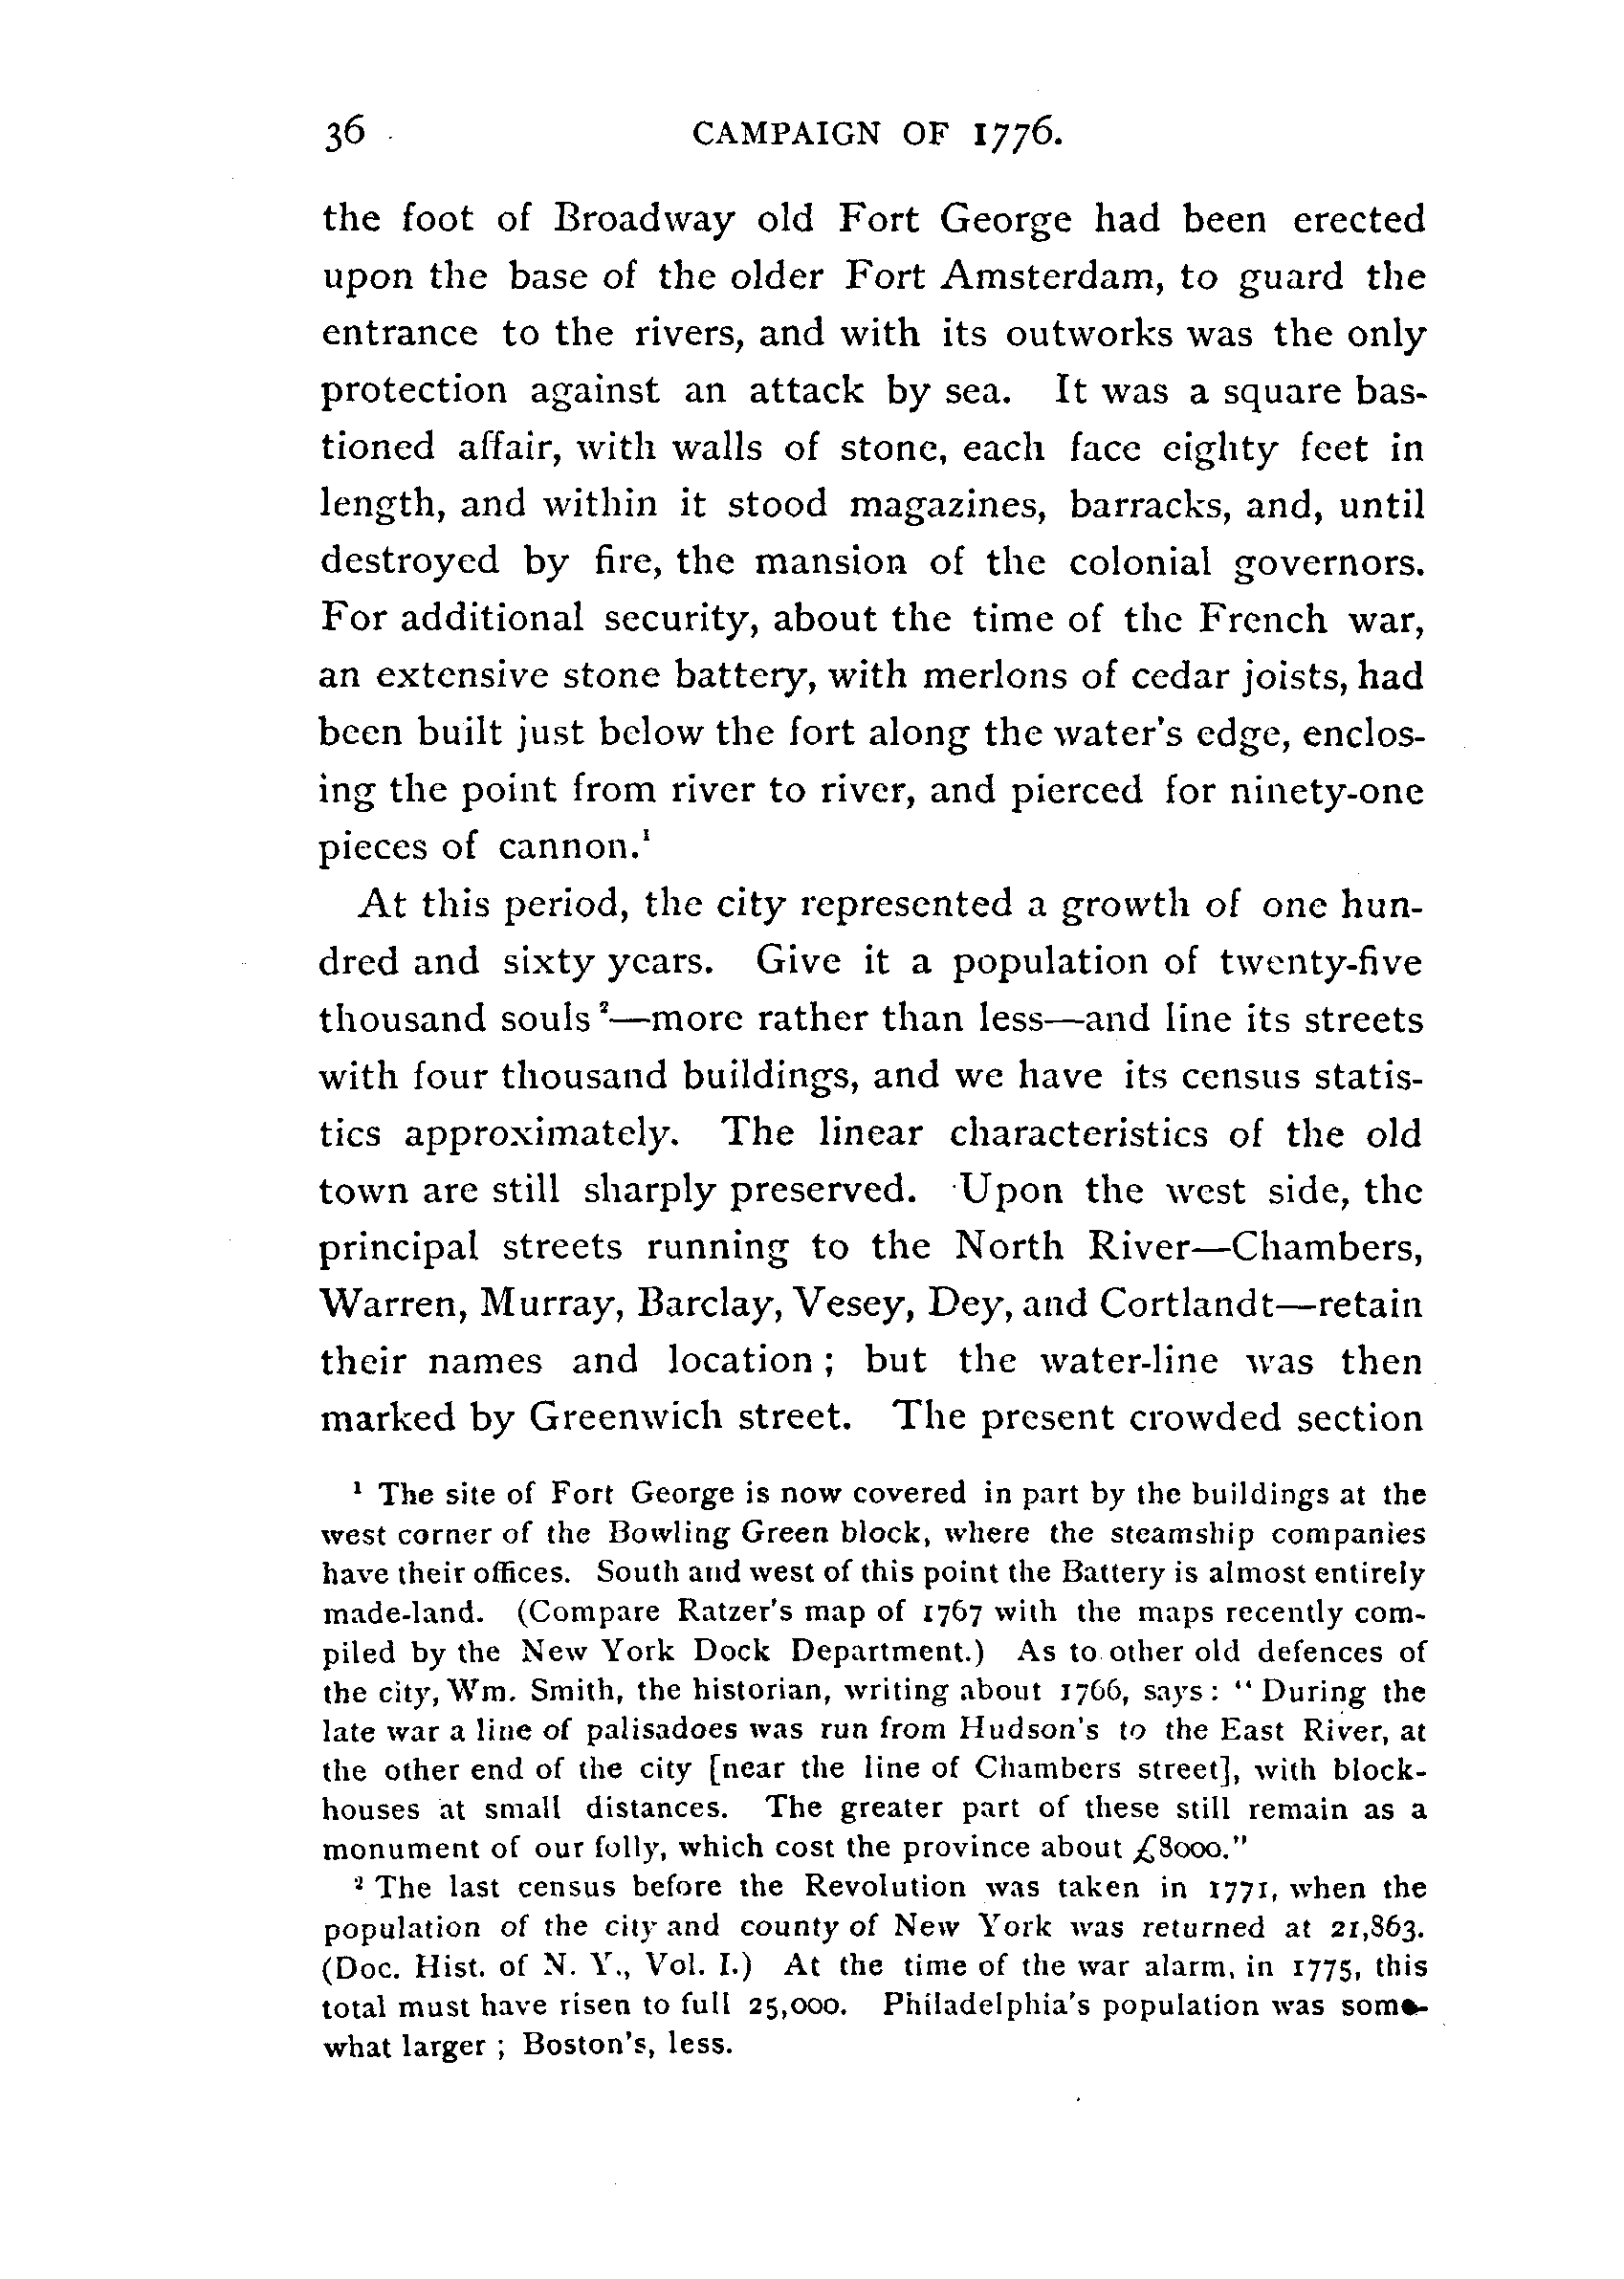 36 CAMPAIGN OF 1776.
the foot of Broadway old Fort George had been erected
upon the base of the older Fort Amsterdam, to guard the
entrance to the rivers, and with its outworks was the only
protection against an attack by sea. It was a square bas-
tioned affair, with walls of stone, each face eighty feet in
length, and within it stood magazines, barracks, and, until
destroyed by fire, the mansion of the colonial governors.
For additional security, about the time of the French war,
an extensive stone battery, with merlons of cedar joists, had
been built just below the fort along the water's edge, enclos-
ing the point from river to river, and pierced for ninety-one
pieces of cannon.¹
At this period, the city represented a growth of one hun-
dred and sixty years. Give it a population of twenty-five
thousand souls ²—more rather than less—and line its streets
with four thousand buildings, and we have its census statis-
tics approximately. The linear characteristics of the old
town are still sharply preserved. Upon the west side, the
principal streets running to the North River—Chambers,
Warren, Murray, Barclay, Vesey, Dey, and Cortlandt—retain
their names and location ; but the water-line was then
marked by Greenwich street. The present crowded section
¹ The site of Fort George is now covered in part by the buildings at the
west corner of the Bowling Green block, where the steamship companies
have their offices. South and west of this point the Battery is almost entirely
made-land. (Compare Ratzer's map of 1767 with the maps recently com-
piled by the New York Dock Department.) As to other old defences of
the city, Wm. Smith, the historian, writing about 1766, says: "During the
late war a line of palisadoes was run from Hudson's to the East River, at
the other end of the city [near the line of Chambers street], with block-
houses at small distances. The greater part of these still remain as a
monument of our folly, which cost the province about £8000."
² The last census before the Revolution was taken in 1771, when the
population of the city and county of New York was returned at 21,863.
(Doc. Hist. of N. Y., Vol. I.) At the time of the war alarm, in 1775, this
total must have risen to full 25,000. Philadelphia's population was some-
what larger ; Boston's, less.